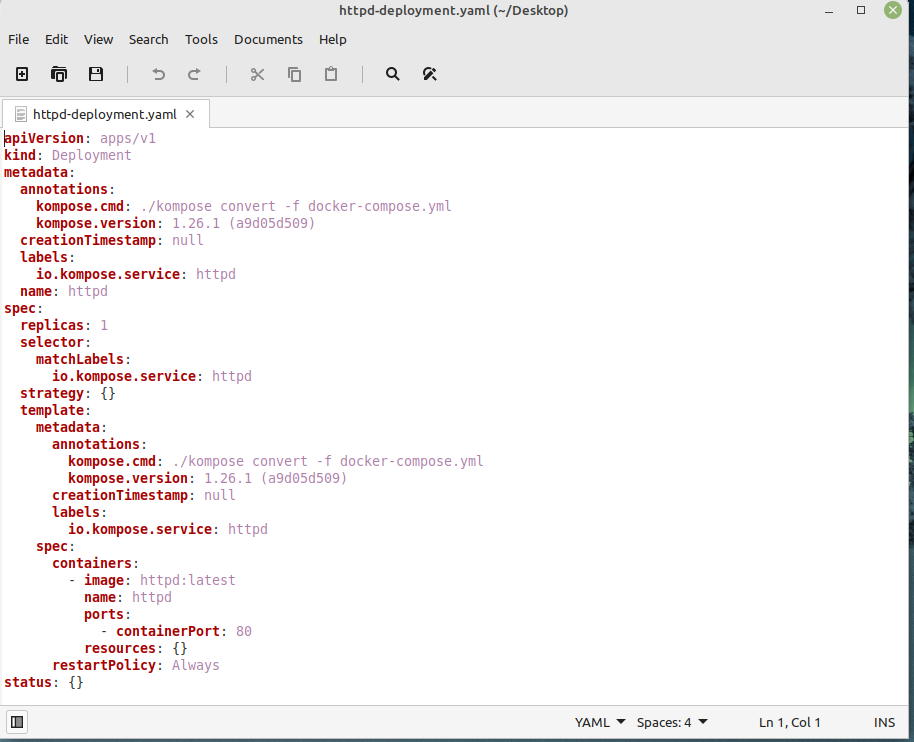 httpd-deployment.yaml (~/Desktop)
File Edit View Search Tools Documents Help
httpd-deployment.yaml
apiVersion: apps/v1
kind: Deployment
metadata:
  annotations:
    kompose.cmd: ./kompose convert -f docker-compose.yml
    kompose.version: 1.26.1 (a9d05d509)
  creationTimestamp: null
  labels:
    io.kompose.service: httpd
  name: httpd
spec:
  replicas: 1
  selector:
    matchLabels:
      io.kompose.service: httpd
  strategy: {}
  template:
    metadata:
      annotations:
        kompose.cmd: ./kompose convert -f docker-compose.yml
        kompose.version: 1.26.1 (a9d05d509)
      creationTimestamp: null
      labels:
        io.kompose.service: httpd
    spec:
      containers:
        - image: httpd:latest
          name: httpd
          ports:
            - containerPort: 80
          resources: {}
      restartPolicy: Always
status: {}
YAML Spaces: 4 Ln 1, Col 1 INS